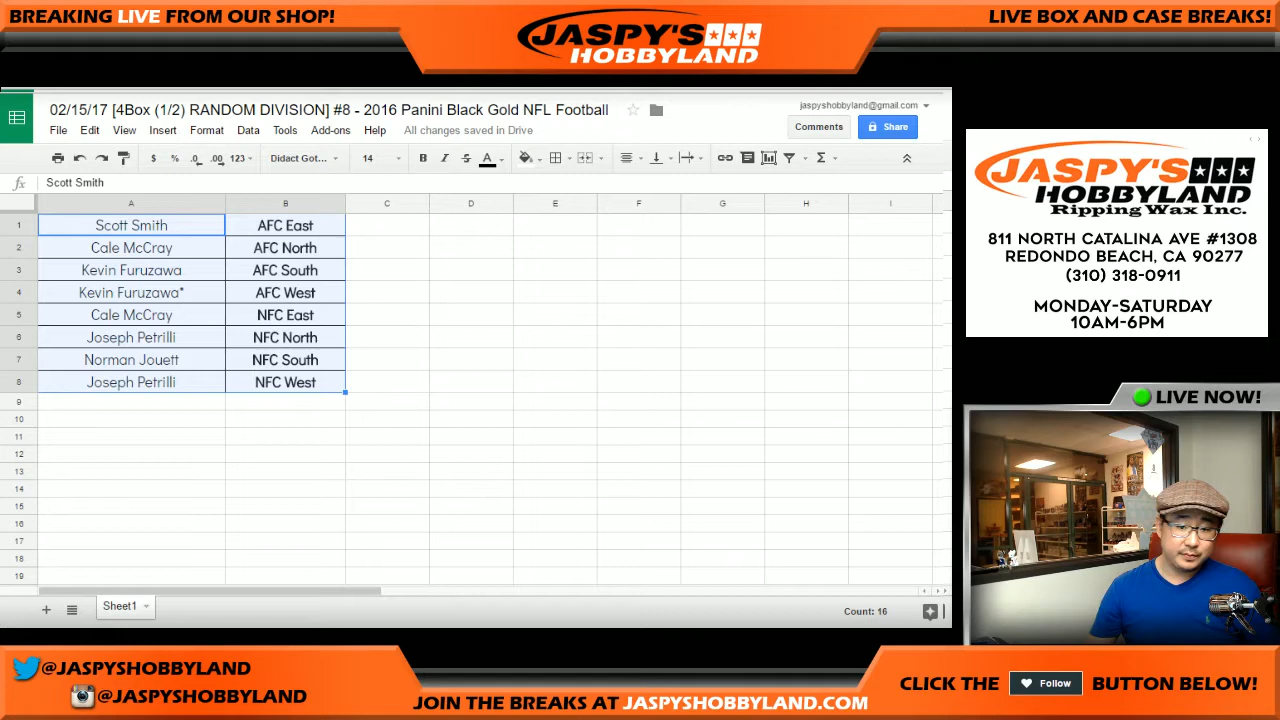 BREAKING LIVE FROM OUR SHOP!
JASPY'S
HOBBYLAND
LIVE BOX AND CASE BREAKS!
02/15/17 [4Box (1/2) RANDOM DIVISION] #8 - 2016 Panini Black Gold NFL Football
jaspyshobbyland@gmail.com
File Edit View Insert Format Data Tools Add-ons Help All changes saved in Drive
Comments
Share
$ % .0 .00 123 Didact Got... 14 B I S A Σ
fx Scott Smith
A B C D E F G H I
1 Scott Smith AFC East
2 Cale McCray AFC North
3 Kevin Furuzawa AFC South
4 Kevin Furuzawa* AFC West
5 Cale McCray NFC East
6 Joseph Petrilli NFC North
7 Norman Jouett NFC South
8 Joseph Petrilli NFC West
9
10
11
12
13
14
15
16
17
18
19
Sheet1
Count: 16
JASPY'S
HOBBYLAND
Ripping Wax Inc.
811 NORTH CATALINA AVE #1308
REDONDO BEACH, CA 90277
(310) 318-0911
MONDAY-SATURDAY
10AM-6PM
LIVE NOW!
@JASPYSHOBBYLAND
@JASPYSHOBBYLAND
JOIN THE BREAKS AT JASPYSHOBBYLAND.COM
CLICK THE Follow BUTTON BELOW!